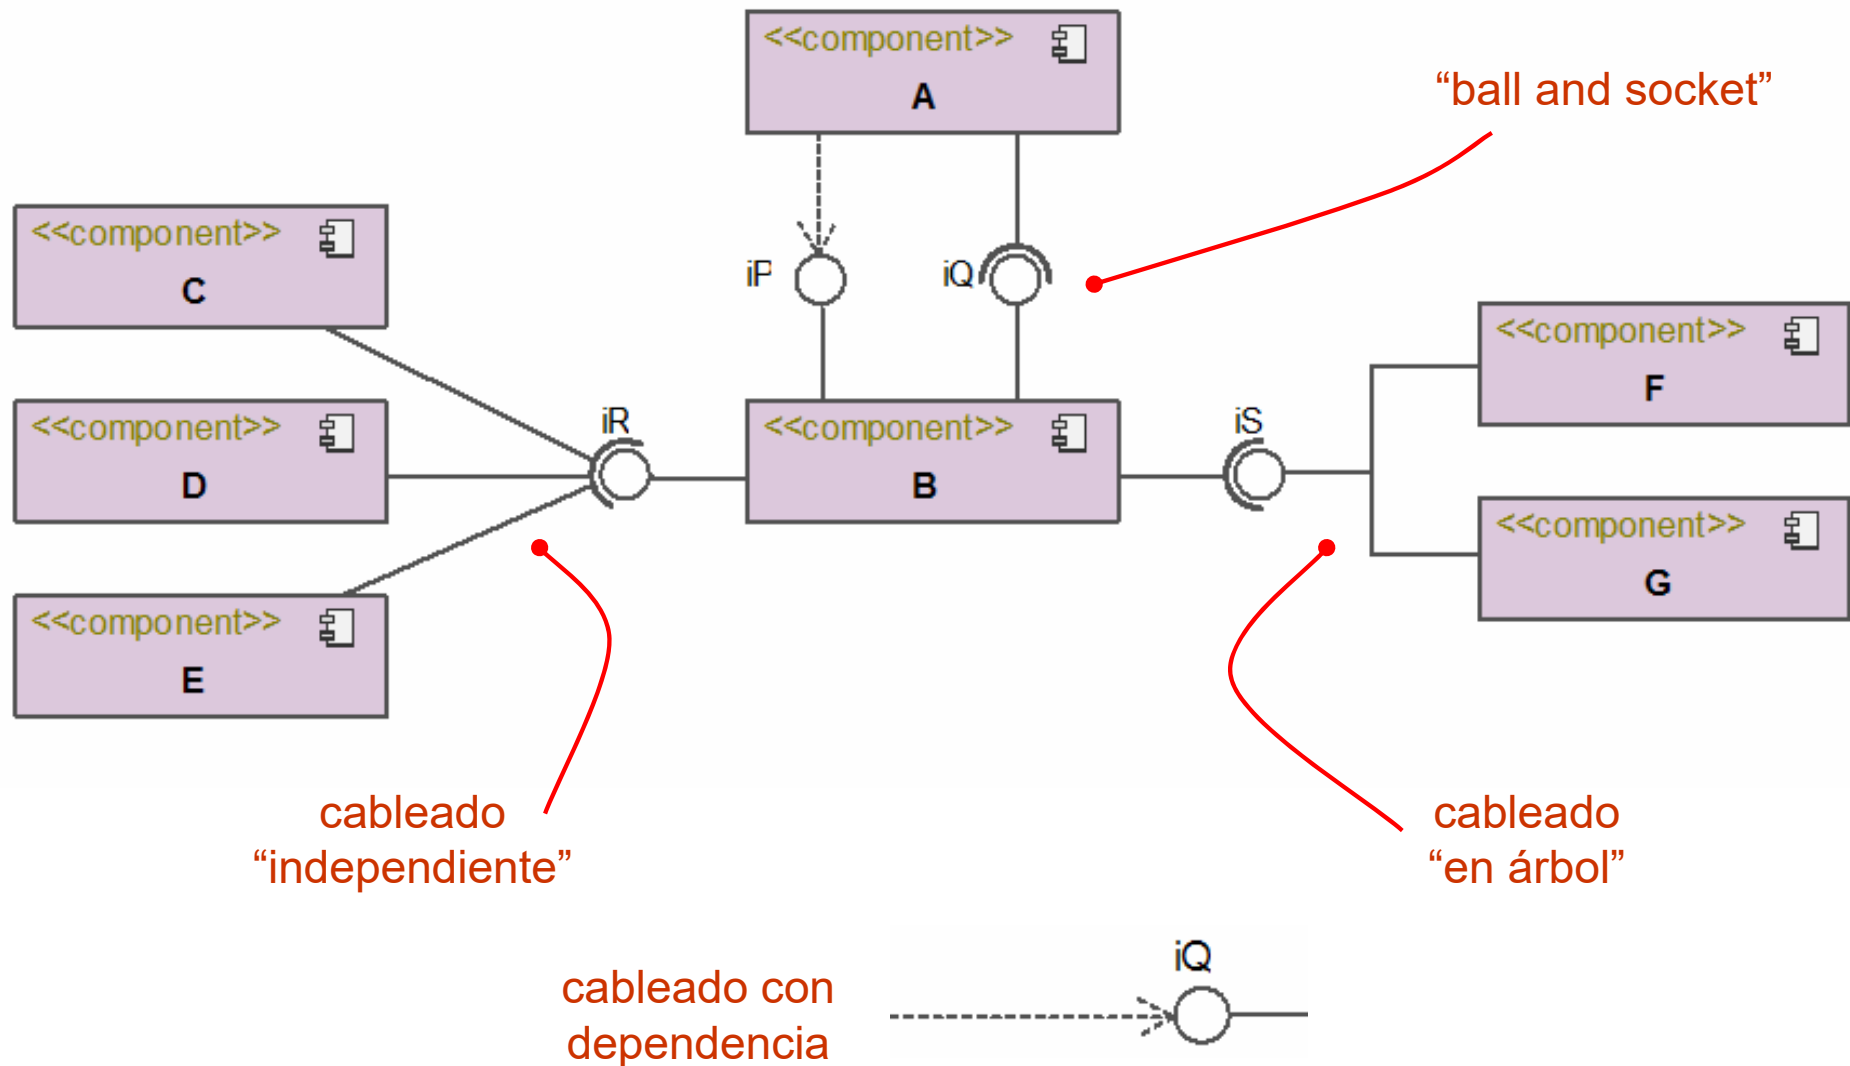 <<component>>
A
“ball and socket”
<<component>>
C
iP
iQ
<<component>>
F
<<component>>
D
iR
<<component>>
B
iS
<<component>>
G
<<component>>
E
cableado
“independiente”
cableado
“en árbol”
cableado con
dependencia
iQ